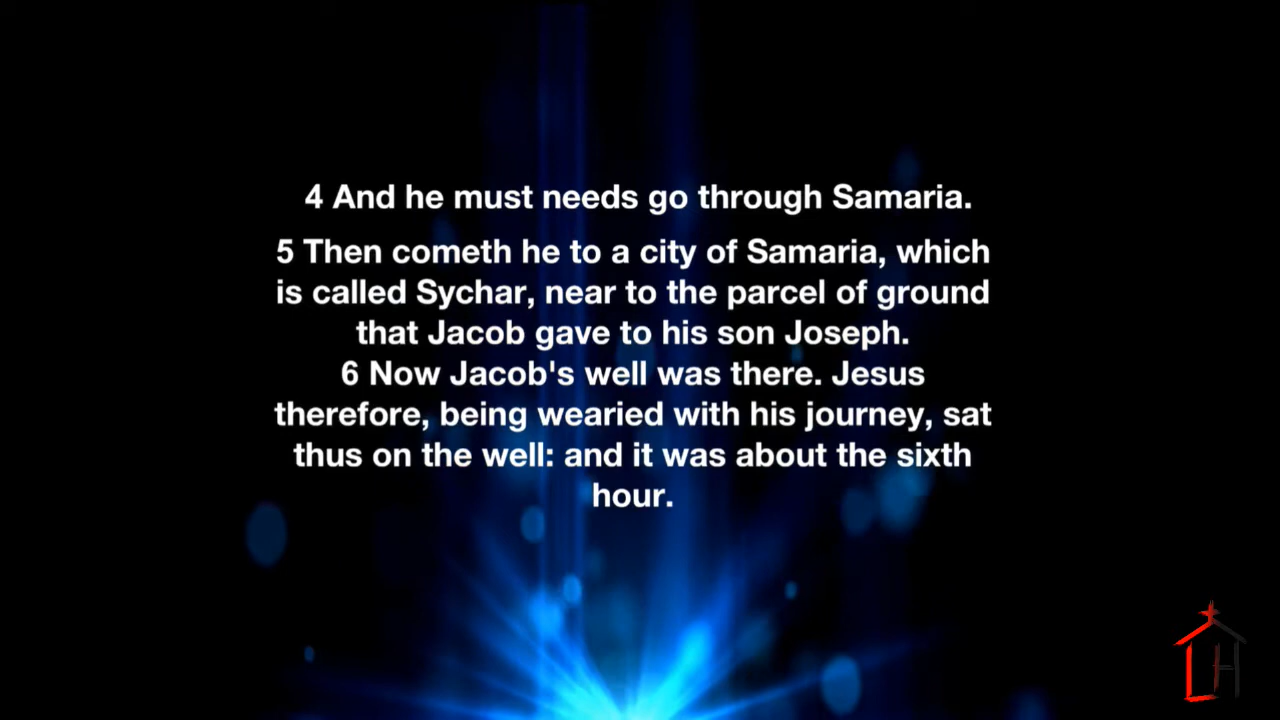 4 And he must needs go through Samaria.
5 Then cometh he to a city of Samaria, which
is called Sychar, near to the parcel of ground
that Jacob gave to his son Joseph.
6 Now Jacob's well was there. Jesus
therefore, being wearied with his journey, sat
thus on the well: and it was about the sixth
hour.
LH